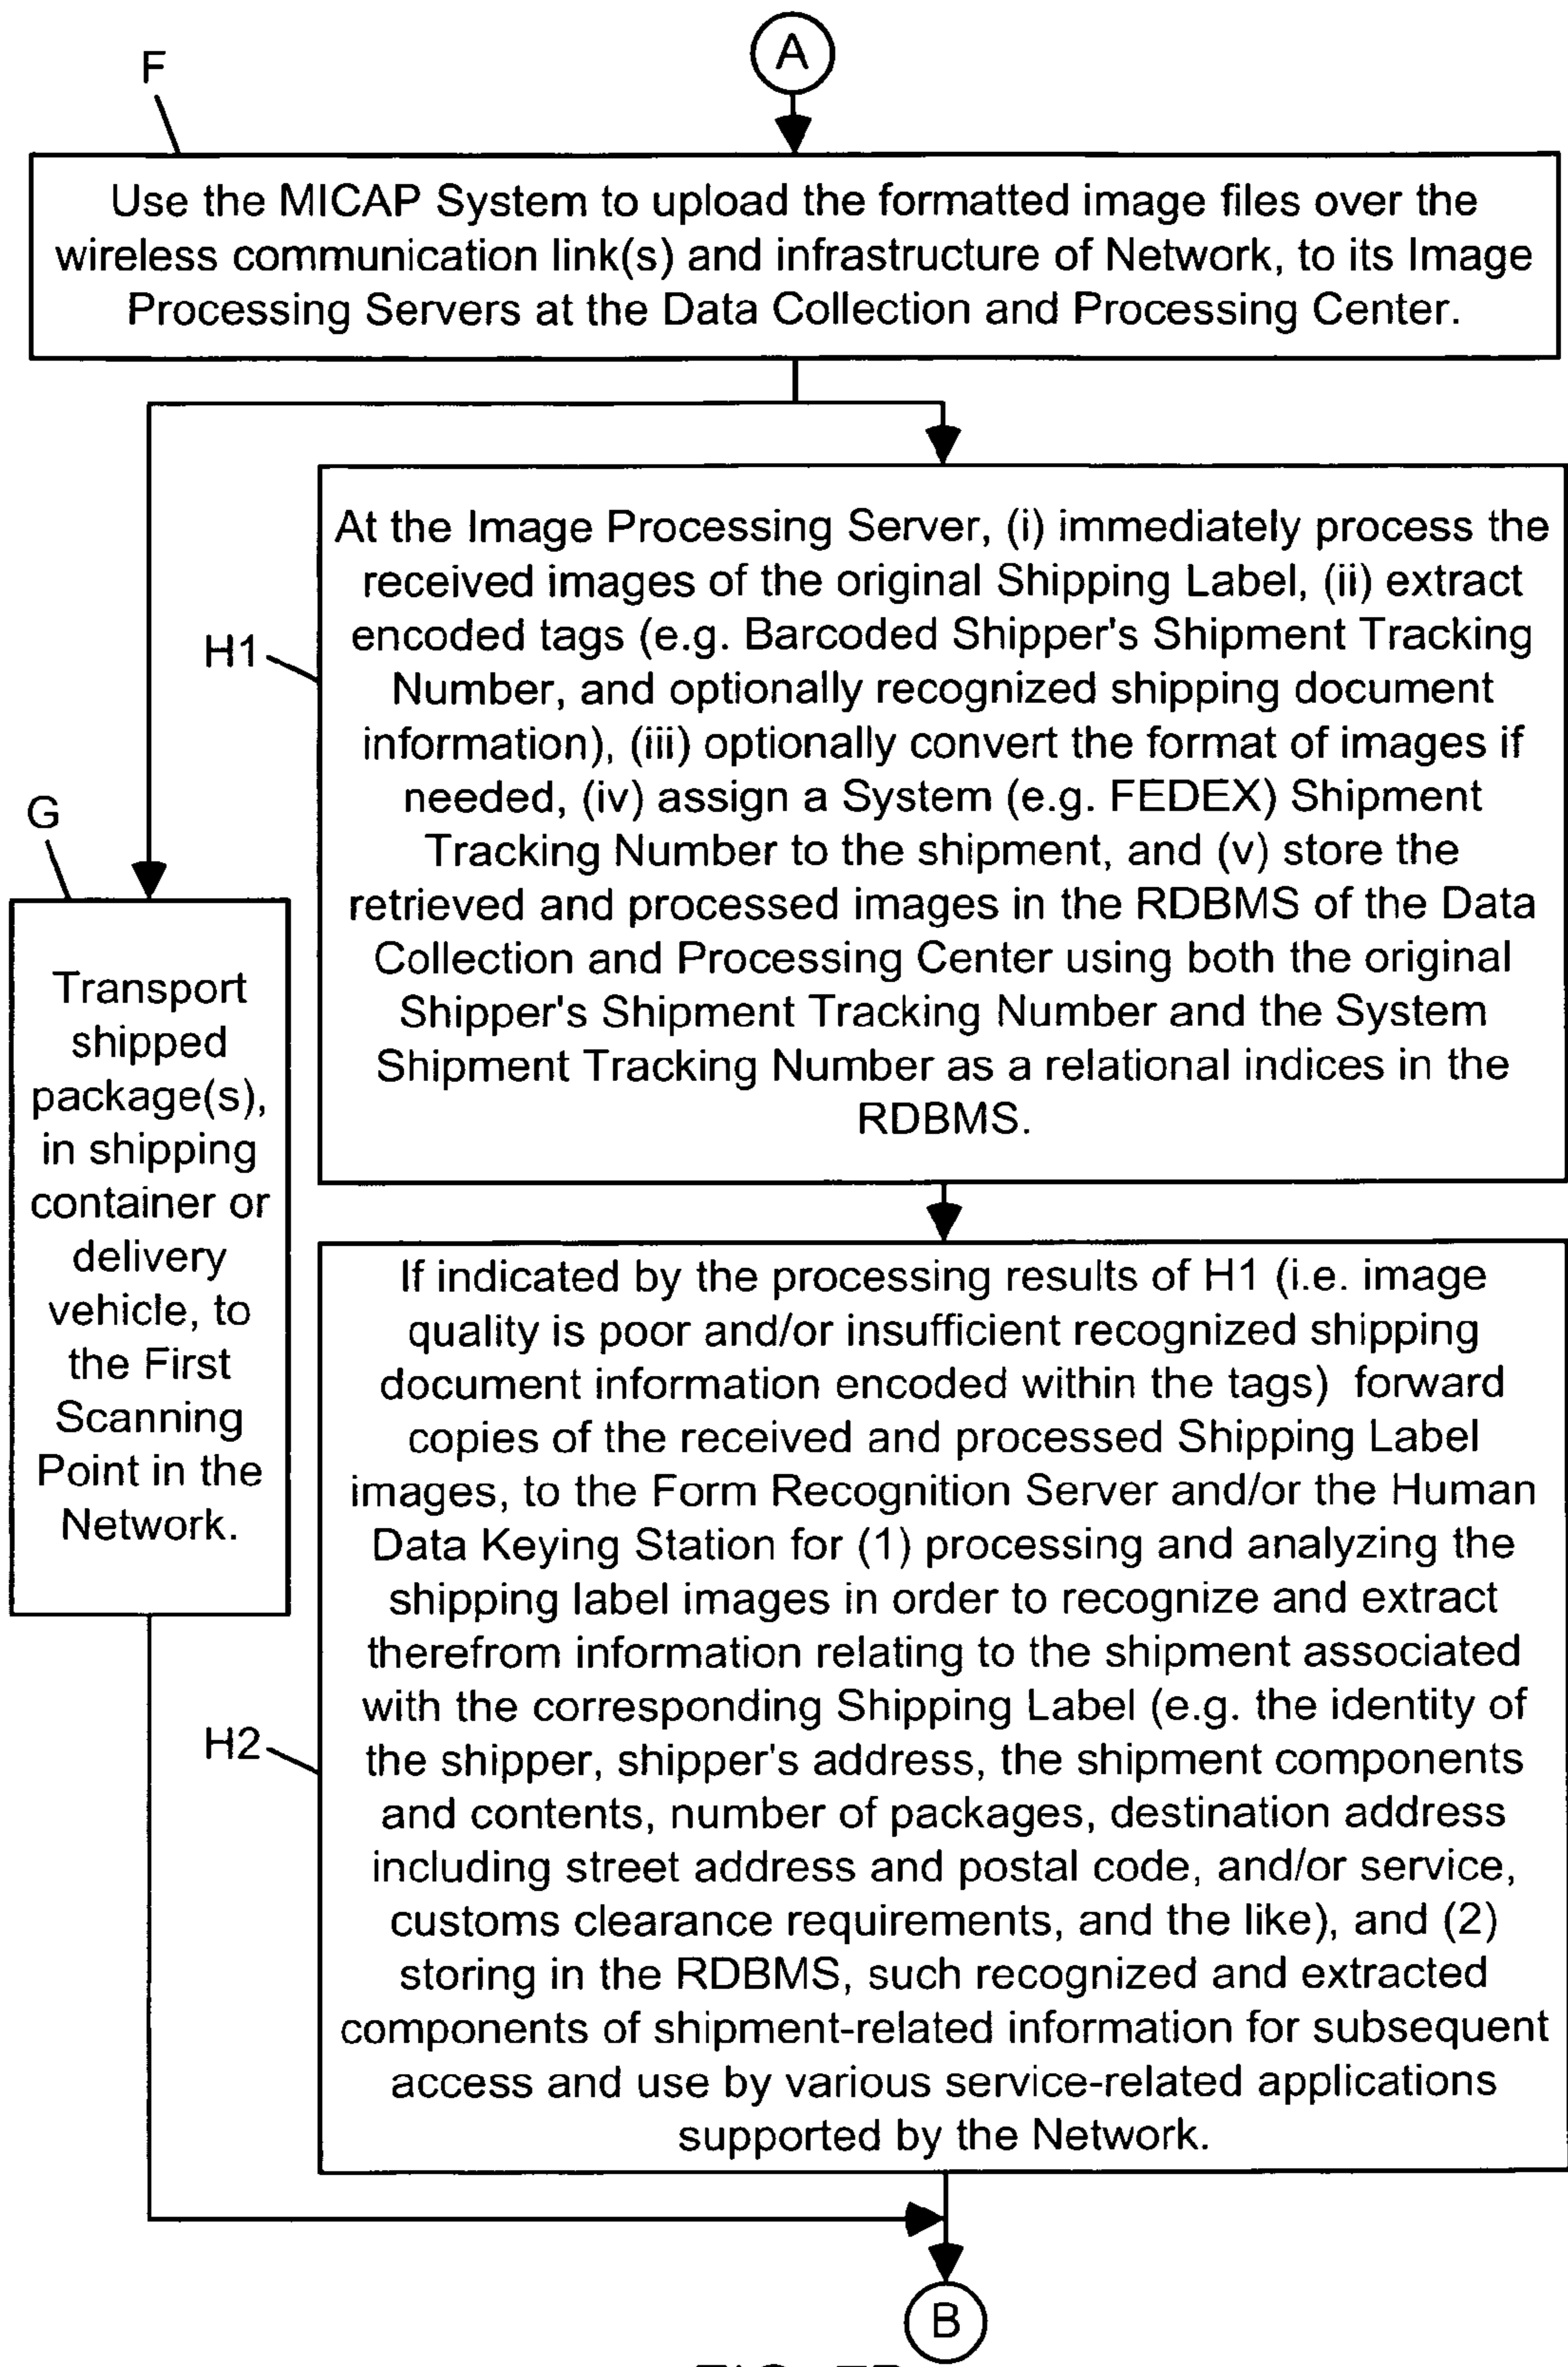 A
F
Use the MICAP System to upload the formatted image files over the
wireless communication link(s) and infrastructure of Network, to its Image
Processing Servers at the Data Collection and Processing Center.
H1
At the Image Processing Server, (i) immediately process the
received images of the original Shipping Label, (ii) extract
encoded tags (e.g. Barcoded Shipper's Shipment Tracking
Number, and optionally recognized shipping document
information), (iii) optionally convert the format of images if
needed, (iv) assign a System (e.g. FEDEX) Shipment
Tracking Number to the shipment, and (v) store the
retrieved and processed images in the RDBMS of the Data
Collection and Processing Center using both the original
Shipper's Shipment Tracking Number and the System
Shipment Tracking Number as a relational indices in the
RDBMS.
G
Transport
shipped
package(s),
in shipping
container or
delivery
vehicle, to
the First
Scanning
Point in the
Network.
H2
If indicated by the processing results of H1 (i.e. image
quality is poor and/or insufficient recognized shipping
document information encoded within the tags) forward
copies of the received and processed Shipping Label
images, to the Form Recognition Server and/or the Human
Data Keying Station for (1) processing and analyzing the
shipping label images in order to recognize and extract
therefrom information relating to the shipment associated
with the corresponding Shipping Label (e.g. the identity of
the shipper, shipper's address, the shipment components
and contents, number of packages, destination address
including street address and postal code, and/or service,
customs clearance requirements, and the like), and (2)
storing in the RDBMS, such recognized and extracted
components of shipment-related information for subsequent
access and use by various service-related applications
supported by the Network.
B